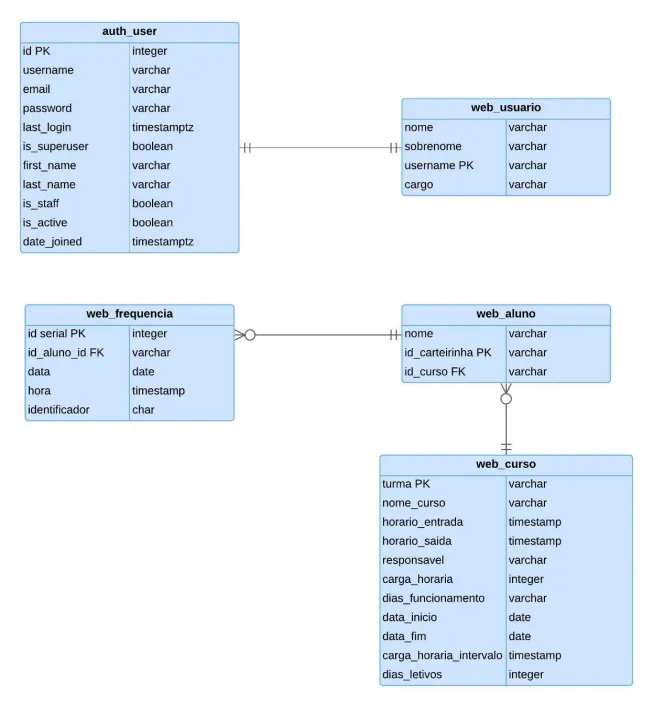 auth_user
id PK integer
username varchar
email varchar
password varchar
last_login timestamptz
is_superuser boolean
first_name varchar
last_name varchar
is_staff boolean
is_active boolean
date_joined timestamptz
web_usuario
nome varchar
sobrenome varchar
username PK varchar
cargo varchar
web_frequencia
id serial PK integer
id_aluno_id FK varchar
data date
hora timestamp
identificador char
web_aluno
nome varchar
id_carteirinha PK varchar
id_curso FK varchar
web_curso
turma PK varchar
nome_curso varchar
horario_entrada timestamp
horario_saida timestamp
responsavel varchar
carga_horaria integer
dias_funcionamento varchar
data_inicio date
data_fim date
carga_horaria_intervalo timestamp
dias_letivos integer